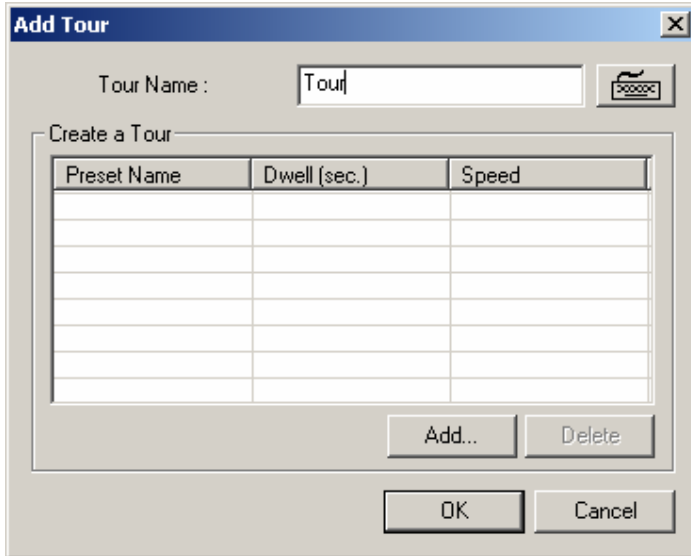 Add Tour
Tour Name : Tour
Create a Tour
Preset Name Dwell (sec.) Speed
Add... Delete
OK Cancel